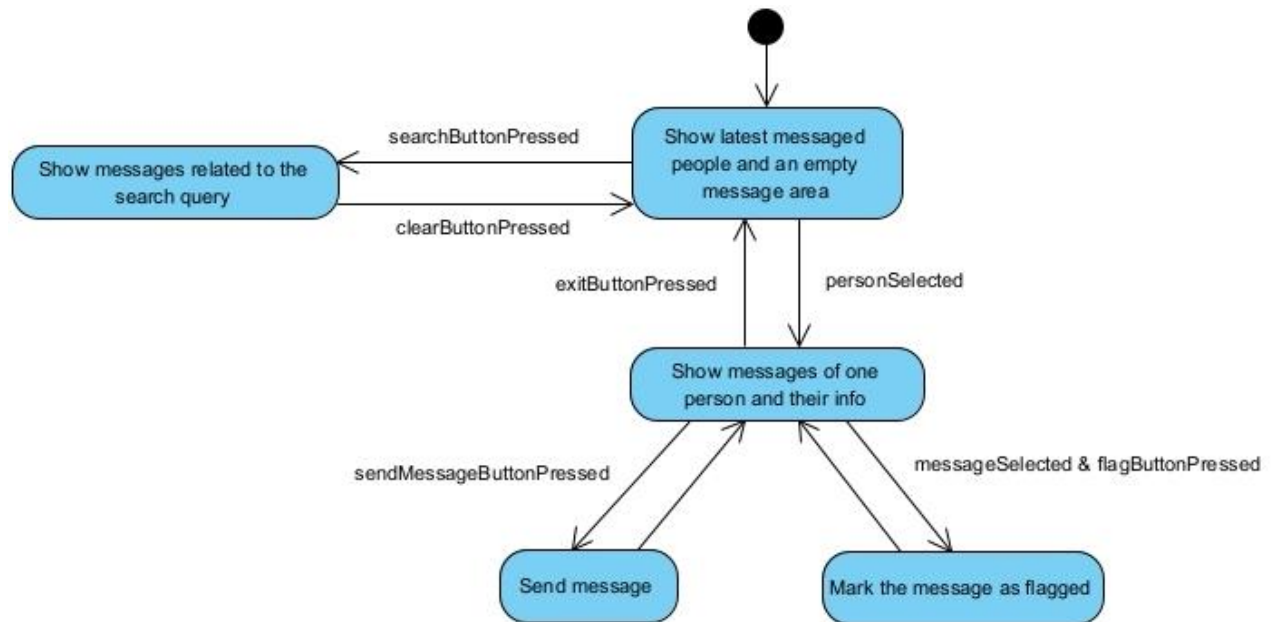 searchButtonPressed
Show latest messaged
people and an empty
message area
Show messages related to the
search query
clearButtonPressed
exitButtonPressed
personSelected
Show messages of one
person and their info
sendMessageButtonPressed
messageSelected & flagButtonPressed
Send message
Mark the message as flagged